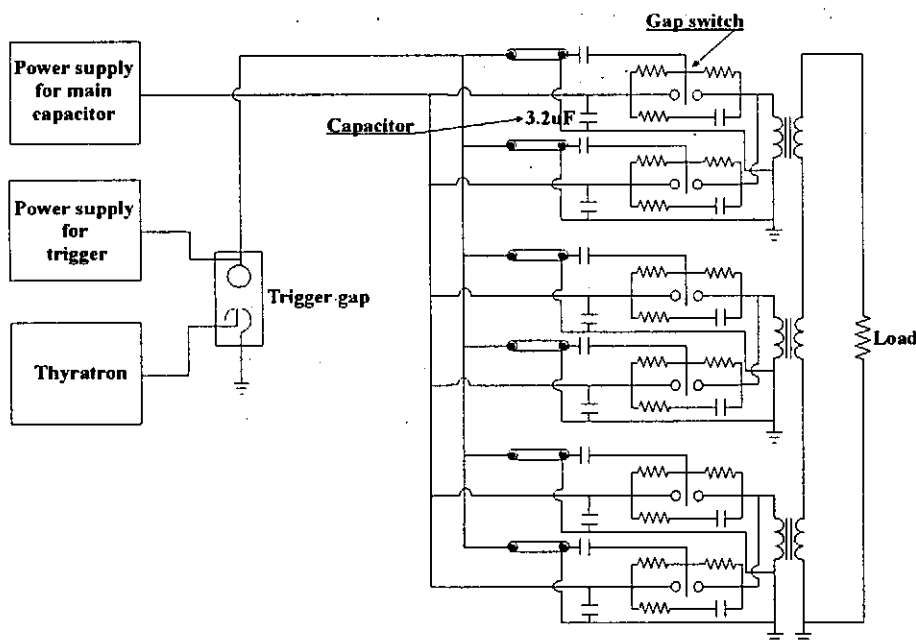 Gap switch
Power supply
for main
capacitor
Capacitor
3.2uF
Power supply
for
trigger
Trigger gap
Thyratron
Load